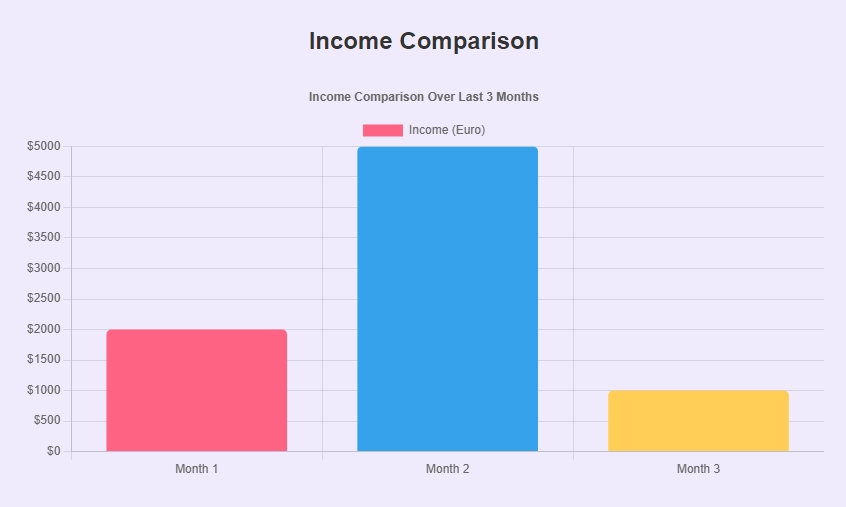 Income Comparison
Income Comparison Over Last 3 Months
Income (Euro)
$5000
$4500
$4000
$3500
$3000
$2500
$2000
$1500
$1000
$500
$0
Month 1
Month 2
Month 3